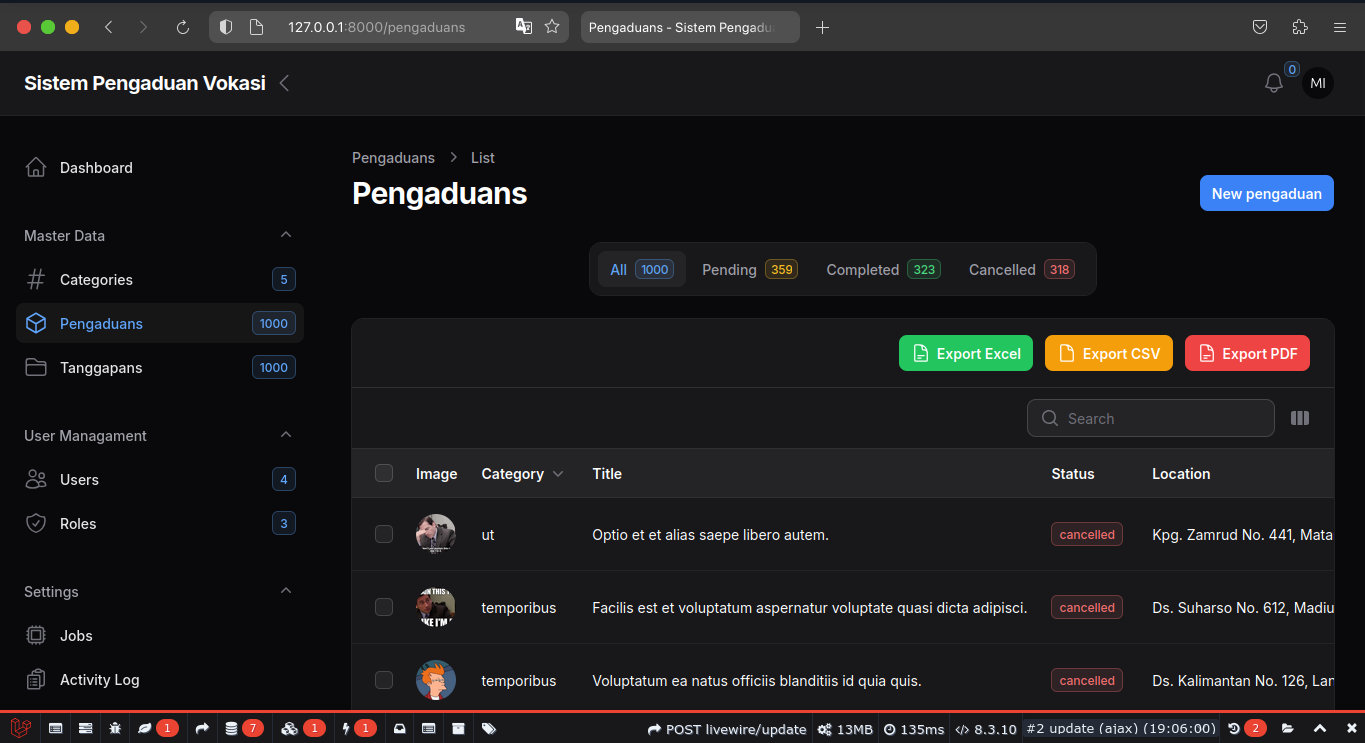 127.0.0.1:8000/pengaduans
Pengaduans - Sistem Pengadu
Sistem Pengaduan Vokasi
0
MI
Dashboard
Master Data
Categories 5
Pengaduans 1000
Tanggapans 1000
User Managament
Users 4
Roles 3
Settings
Jobs
Activity Log
Pengaduans List
Pengaduans
New pengaduan
All 1000 Pending 359 Completed 323 Cancelled 318
Export Excel Export CSV Export PDF
Search
Image Category Title Status Location
ut Optio et et alias saepe libero autem. cancelled Kpg. Zamrud No. 441, Mata
temporibus Facilis est et voluptatum aspernatur voluptate quasi dicta adipisci. cancelled Ds. Suharso No. 612, Madiu
temporibus Voluptatum ea natus officiis blanditiis id quia quis. cancelled Ds. Kalimantan No. 126, Lan
1 7 1 1 POST livewire/update 13MB 135ms 8.3.10 #2 update (ajax) (19:06:00) 2